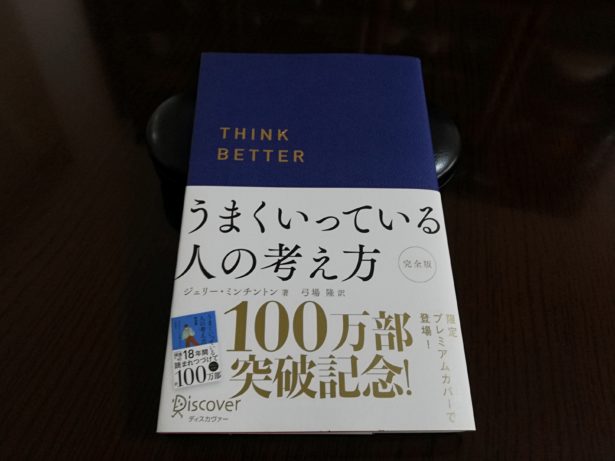 THINK
BETTER
うまくいっている
人の考え方
完全版
ジェリー・ミンチントン 著 弓場 隆 訳
100万部
突破記念!
限定
プレミアムカバーで
登場!
18年間
読まれつづけて
100万部
Discover
ディスカヴァー